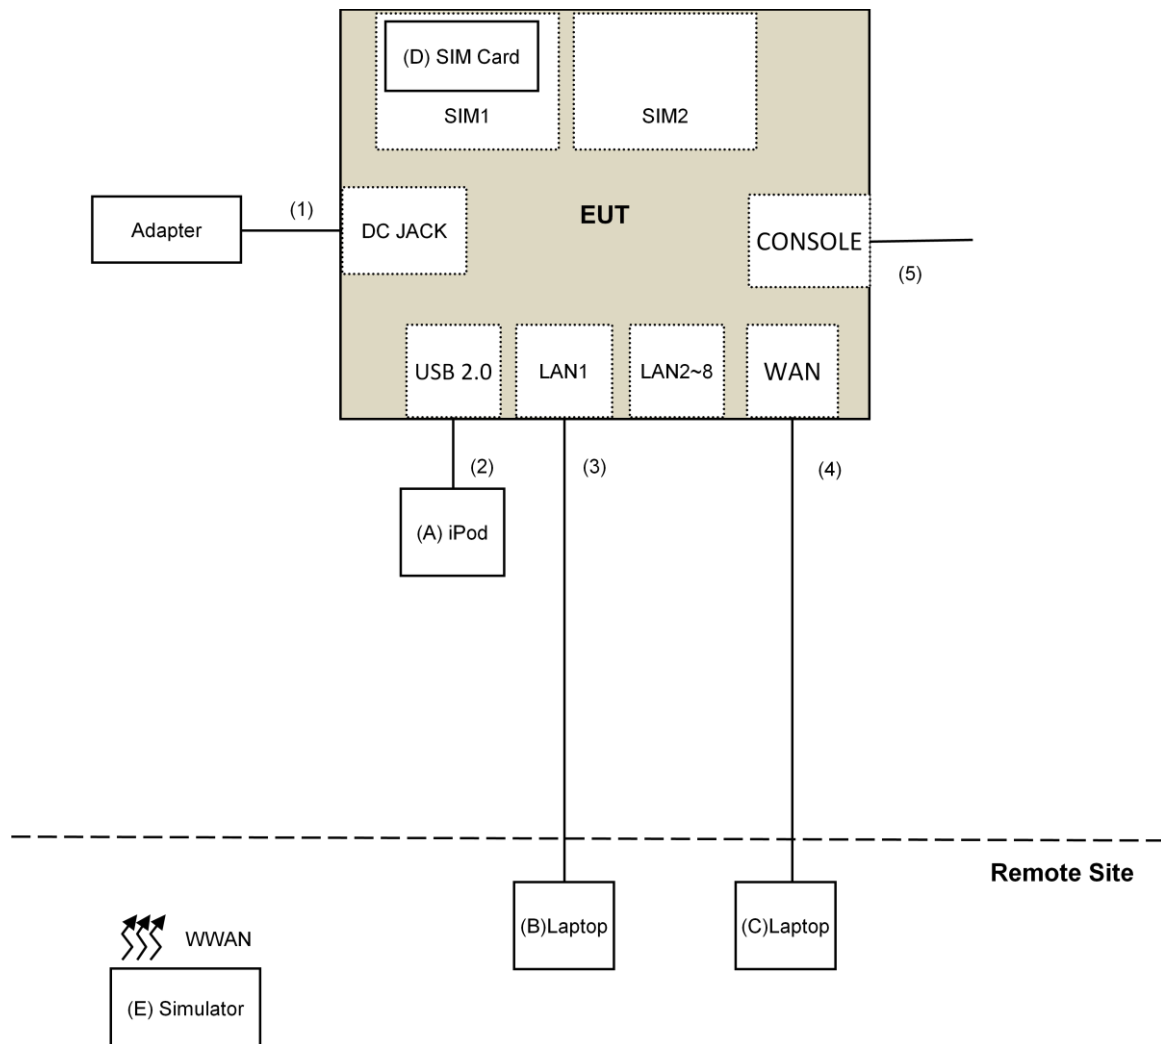 (D) SIM Card
SIM1
SIM2
EUT
Adapter
(1)
DC JACK
CONSOLE
(5)
USB 2.0
LAN1
LAN2~8
WAN
(2)
(3)
(4)
(A) iPod
Remote Site
(B)Laptop
(C)Laptop
WWAN
(E) Simulator